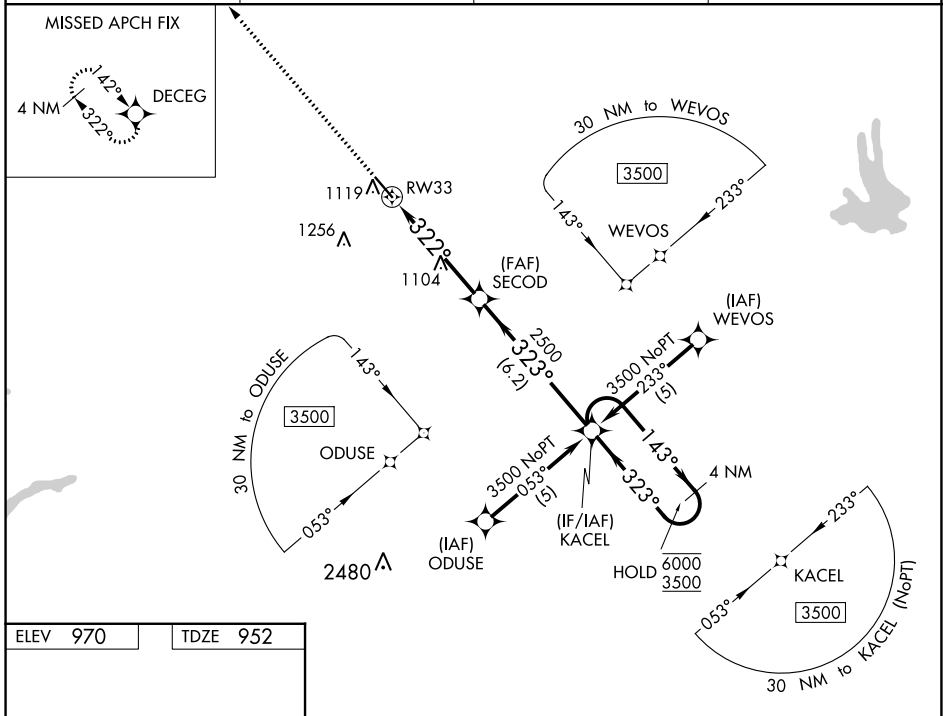 MISSED APCH FIX
142°
DECEG
4 NM
322°
30 NM to WEVOS
3500
143°
233°
WEVOS
1119
RW33
1256
322°
1104
(FAF)
SECOD
(IAF)
WEVOS
2500
323°
(6.2)
3500 NoPT
233°
(5)
30 NM to ODUSE
143°
3500
ODUSE
053°
143°
4 NM
323°
3500 NoPT
053°
(5)
(IF/IAF)
KACEL
(IAF)
ODUSE
HOLD
6000
3500
2480
233°
KACEL
053°
3500
30 NM to KACEL (NoPT)
ELEV 970
TDZE 952